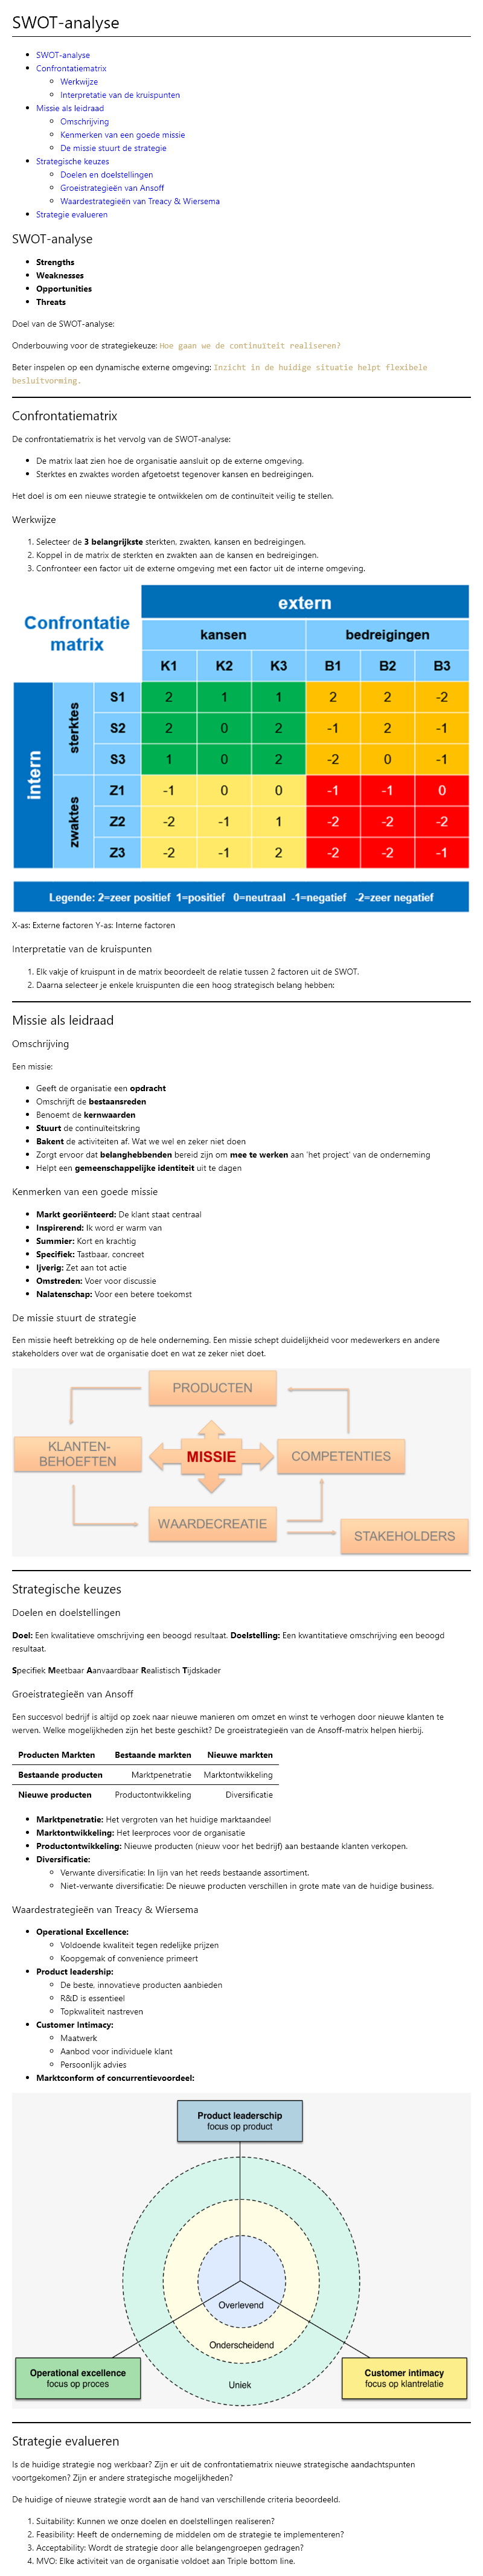 SWOT-analyse
SWOT-analyse
Confrontatiematrix
Werkwijze
Interpretatie van de kruispunten
Missie als leidraad
Omschrijving
Kenmerken van een goede missie
De missie stuurt de strategie
Strategische keuzes
Doelen en doelstellingen
Groeistrategieën van Ansoff
Waardestrategieën van Treacy & Wiersema
Strategie evalueren
SWOT-analyse
Strengths
Weaknesses
Opportunities
Threats
Doel van de SWOT-analyse:
Onderbouwing voor de strategiekeuze: Hoe gaan we de continuïteit realiseren?
Beter inspelen op een dynamische externe omgeving: Inzicht in de huidige situatie helpt flexibele
besluitvorming.
Confrontatiematrix
De confrontatiematrix is het vervolg van de SWOT-analyse:
De matrix laat zien hoe de organisatie aansluit op de externe omgeving.
Sterktes en zwaktes worden afgetoetst tegenover kansen en bedreigingen.
Het doel is om een nieuwe strategie te ontwikkelen om de continuïteit veilig te stellen.
Werkwijze
1. Selecteer de 3 belangrijkste sterkten, zwakten, kansen en bedreigingen.
2. Koppel in de matrix de sterkten en zwakten aan de kansen en bedreigingen.
3. Confronteer een factor uit de externe omgeving met een factor uit de interne omgeving.
Confrontatie
matrix
extern
kansen bedreigingen
K1 K2 K3 B1 B2 B3
intern
sterktes
S1 2 1 1 2 2 -2
S2 2 0 2 -1 2 -1
S3 1 0 2 -2 0 -1
zwaktes
Z1 -1 0 0 -1 -1 0
Z2 -2 -1 1 -2 -2 -2
Z3 -2 -1 2 -2 -2 -1
Legende: 2=zeer positief 1=positief 0=neutraal -1=negatief -2=zeer negatief
X-as: Externe factoren Y-as: Interne factoren
Interpretatie van de kruispunten
1. Elk vakje of kruispunt in de matrix beoordeelt de relatie tussen 2 factoren uit de SWOT.
2. Daarna selecteer je enkele kruispunten die een hoog strategisch belang hebben:
Missie als leidraad
Omschrijving
Een missie:
Geeft de organisatie een opdracht
Omschrijft de bestaansreden
Benoemt de kernwaarden
Stuurt de continuïteitskring
Bakent de activiteiten af. Wat we wel en zeker niet doen
Zorgt ervoor dat belanghebbenden bereid zijn om mee te werken aan 'het project' van de onderneming
Helpt een gemeenschappelijke identiteit uit te dagen
Kenmerken van een goede missie
Markt georiënteerd: De klant staat centraal
Inspirerend: Ik word er warm van
Summier: Kort en krachtig
Specifiek: Tastbaar, concreet
Ijverig: Zet aan tot actie
Omstreden: Voer voor discussie
Nalatenschap: Voor een betere toekomst
De missie stuurt de strategie
Een missie heeft betrekking op de hele onderneming. Een missie schept duidelijkheid voor medewerkers en andere
stakeholders over wat de organisatie doet en wat ze zeker niet doet.
PRODUCTEN
KLANTEN-
BEHOEFTEN
MISSIE
COMPETENTIES
WAARDECREATIE
STAKEHOLDERS
Strategische keuzes
Doelen en doelstellingen
Doel: Een kwalitatieve omschrijving een beoogd resultaat. Doelstelling: Een kwantitatieve omschrijving een beoogd
resultaat.
Specifiek Meetbaar Aanvaardbaar Realistisch Tijdskader
Groeistrategieën van Ansoff
Een succesvol bedrijf is altijd op zoek naar nieuwe manieren om omzet en winst te verhogen door nieuwe klanten te
werven. Welke mogelijkheden zijn het beste geschikt? De groeistrategieën van de Ansoff-matrix helpen hierbij.
Producten Markten Bestaande markten Nieuwe markten
Bestaande producten Marktpenetratie Marktontwikkeling
Nieuwe producten Productontwikkeling Diversificatie
Marktpenetratie: Het vergroten van het huidige marktaandeel
Marktontwikkeling: Het leerproces voor de organisatie
Productontwikkeling: Nieuwe producten (nieuw voor het bedrijf) aan bestaande klanten verkopen.
Diversificatie:
Verwante diversificatie: In lijn van het reeds bestaande assortiment.
Niet-verwante diversificatie: De nieuwe producten verschillen in grote mate van de huidige business.
Waardestrategieën van Treacy & Wiersema
Operational Excellence:
Voldoende kwaliteit tegen redelijke prijzen
Koopgemak of convenience primeert
Product leadership:
De beste, innovatieve producten aanbieden
R&D is essentieel
Topkwaliteit nastreven
Customer Intimacy:
Maatwerk
Aanbod voor individuele klant
Persoonlijk advies
Marktconform of concurrentievoordeel:
Product leaderschip
focus op product
Overlevend
Onderscheidend
Uniek
Operational excellence
focus op proces
Customer intimacy
focus op klantrelatie
Strategie evalueren
Is de huidige strategie nog werkbaar? Zijn er uit de confrontatiematrix nieuwe strategische aandachtspunten
voortgekomen? Zijn er andere strategische mogelijkheden?
De huidige of nieuwe strategie wordt aan de hand van verschillende criteria beoordeeld.
1. Suitability: Kunnen we onze doelen en doelstellingen realiseren?
2. Feasibility: Heeft de onderneming de middelen om de strategie te implementeren?
3. Acceptability: Wordt de strategie door alle belangengroepen gedragen?
4. MVO: Elke activiteit van de organisatie voldoet aan Triple bottom line.